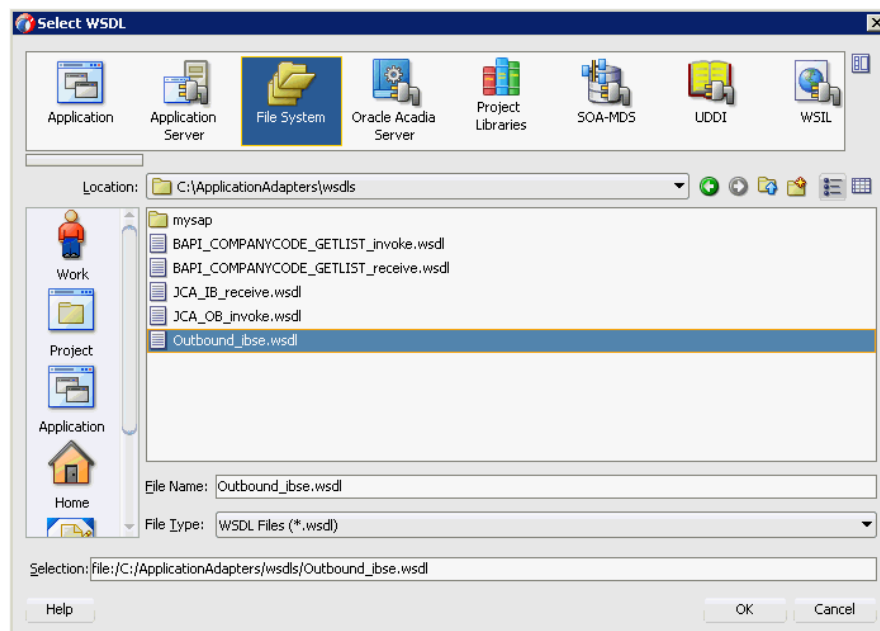 Select WSDL
Application
Application
Server
File System
Oracle Acadia
Server
Project
Libraries
SOA-MDS
UDDI
WSIL
Location:
C:\ApplicationAdapters\wsdls
Work
Project
Application
Home
mysap
BAPI_COMPANYCODE_GETLIST_invoke.wsdl
BAPI_COMPANYCODE_GETLIST_receive.wsdl
JCA_IB_receive.wsdl
JCA_OB_invoke.wsdl
Outbound_ibse.wsdl
File Name: Outbound_ibse.wsdl
File Type: WSDL Files (*.wsdl)
Selection: file:/C:/ApplicationAdapters/wsdls/Outbound_ibse.wsdl
Help
OK
Cancel